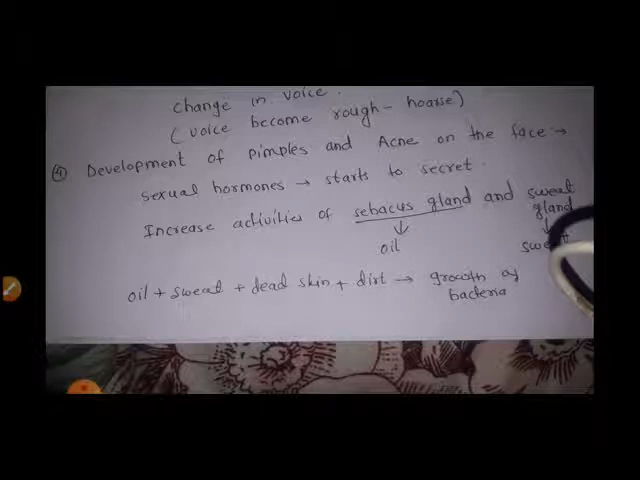 change in voice.
(voice become rough - hoarse)
④ Development of Pimples and Acne on the face →
sexual hormones → starts to secret.
Increase activities of sebacus gland and sweat gland
↓ oil ↓ sweat
oil + sweat + dead skin + dirt → growth of
bacteria